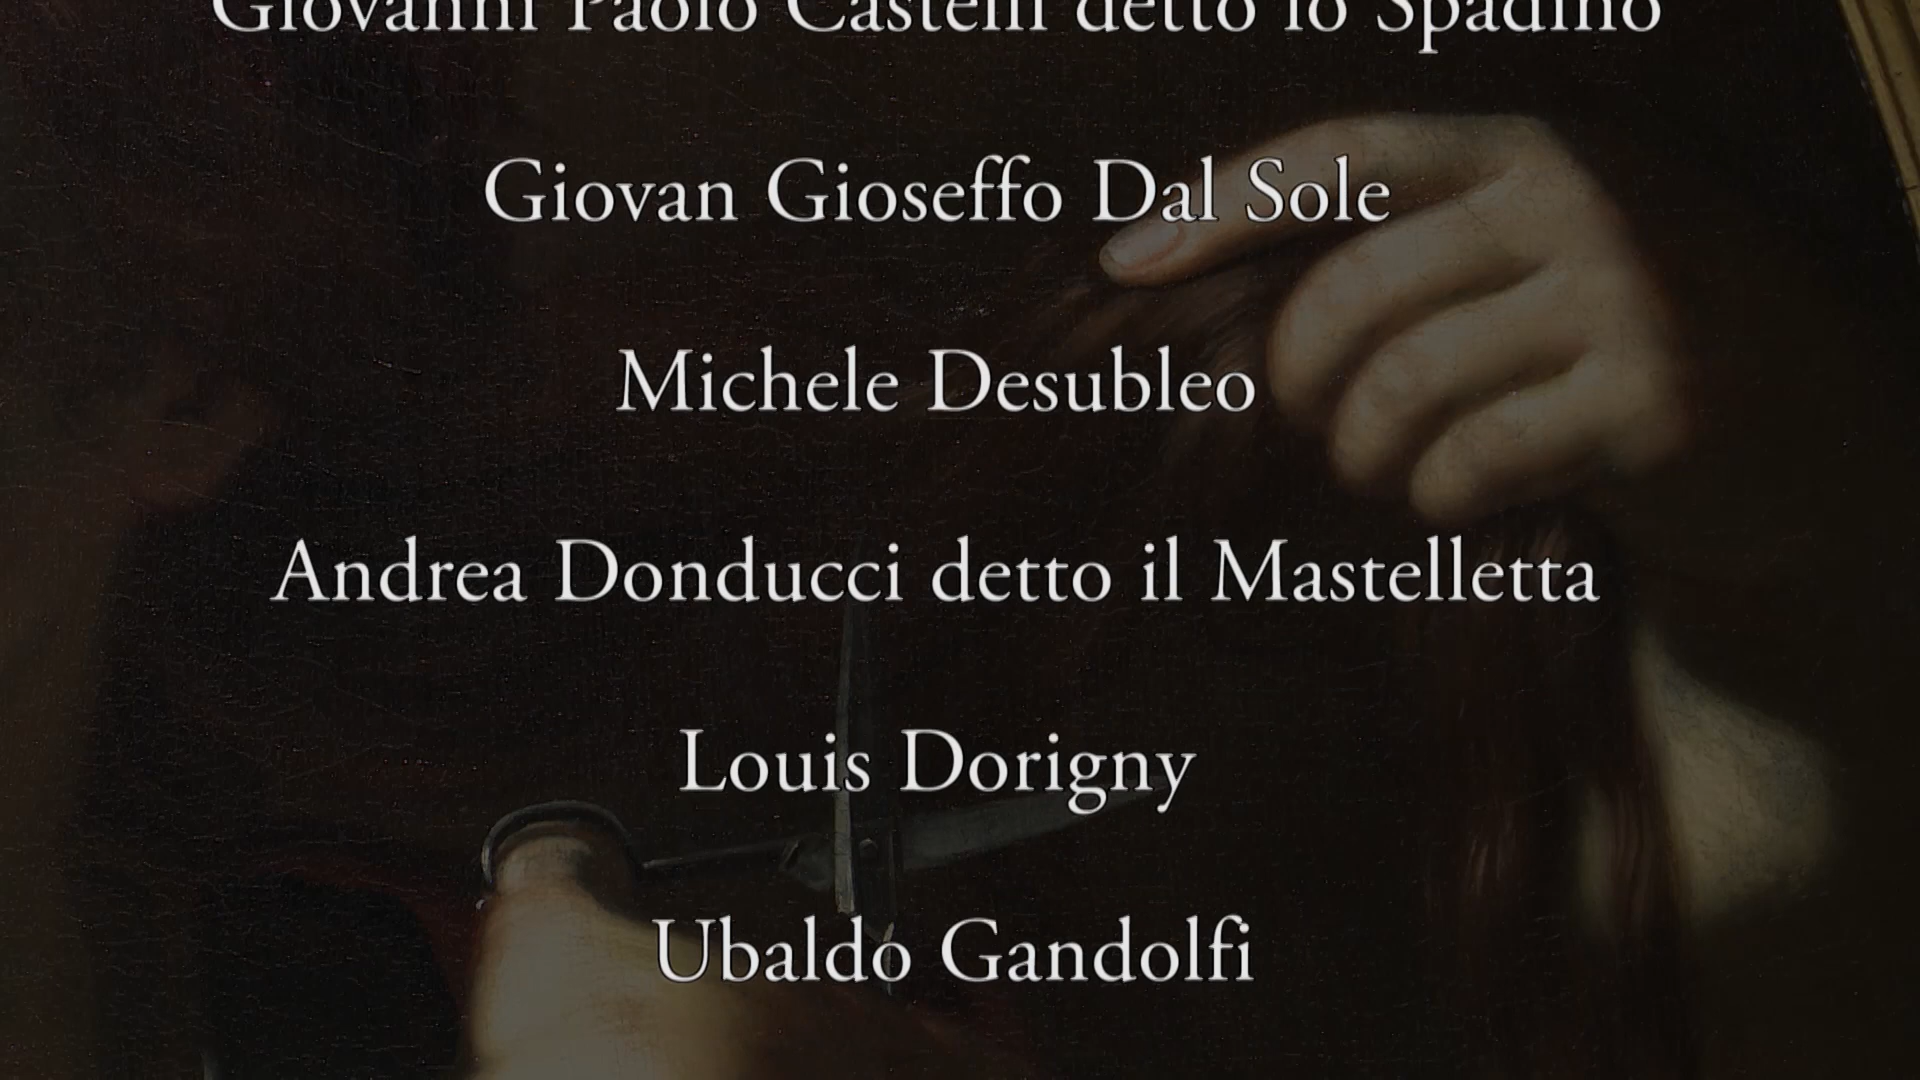 Giovanni Paolo Castelli detto lo Spadino
Giovan Gioseffo Dal Sole
Michele Desubleo
Andrea Donducci detto il Mastelletta
Louis Dorigny
Ubaldo Gandolfi